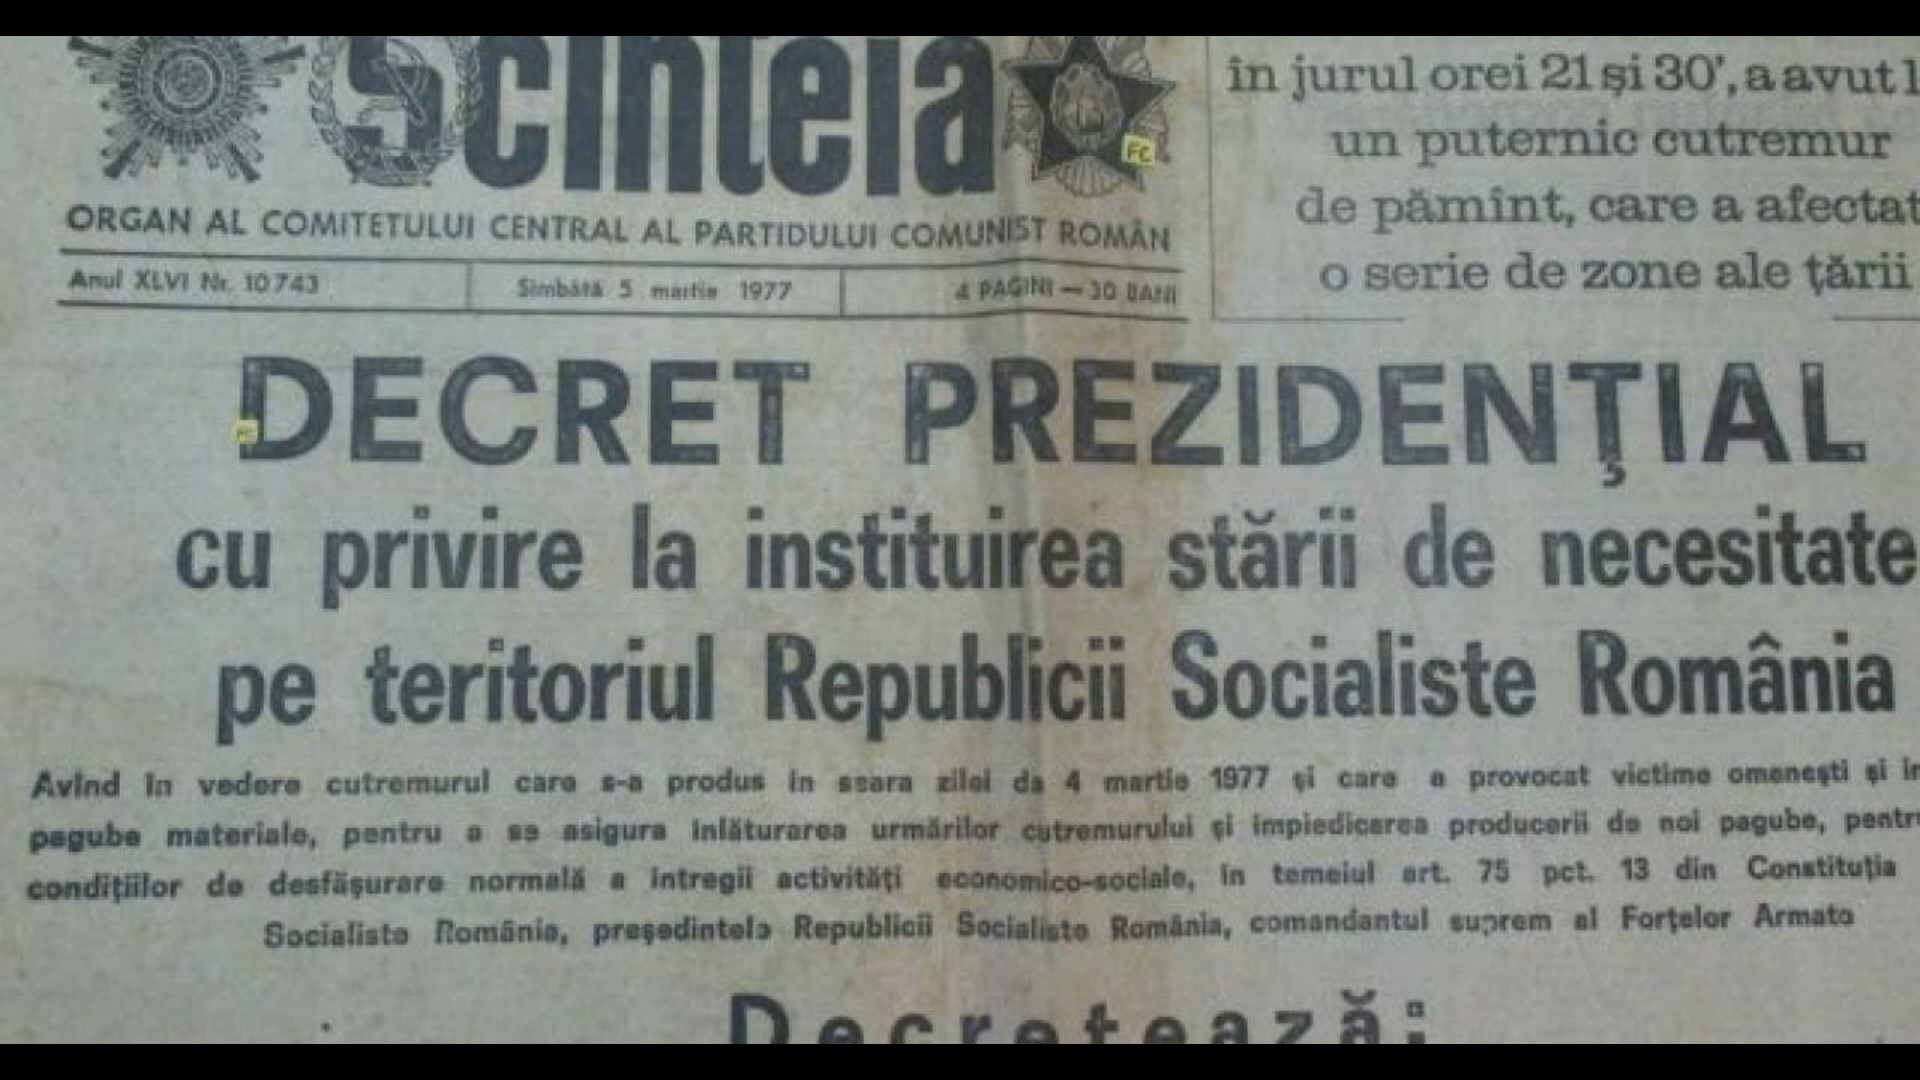 Scînteia
ORGAN AL COMITETULUI CENTRAL AL PARTIDULUI COMUNIST ROMÂN
Anul XLVI Nr. 10743
Sîmbătă 5 martie 1977
4 PAGINI — 30 BANI
în jurul orei 21 și 30', a avut
un puternic cutremur
de pămînt, care a afectat
o serie de zone ale țării
FC
DECRET PREZIDENȚIAL
cu privire la instituirea stării de necesitate
pe teritoriul Republicii Socialiste România
Avînd în vedere cutremurul care s-a produs în seara zilei de 4 martie 1977 și care a provocat victime omenești și
pagube materiale, pentru a se asigura înlăturarea urmărilor cutremurului și împiedicarea producerii de noi pagube, pentru
condițiilor de desfășurare normală a întregii activități economico-sociale, în temeiul art. 75 pct. 13 din Constituția
Socialiste România, președintele Republicii Socialiste România, comandantul suprem al Forțelor Armate
Decretează: